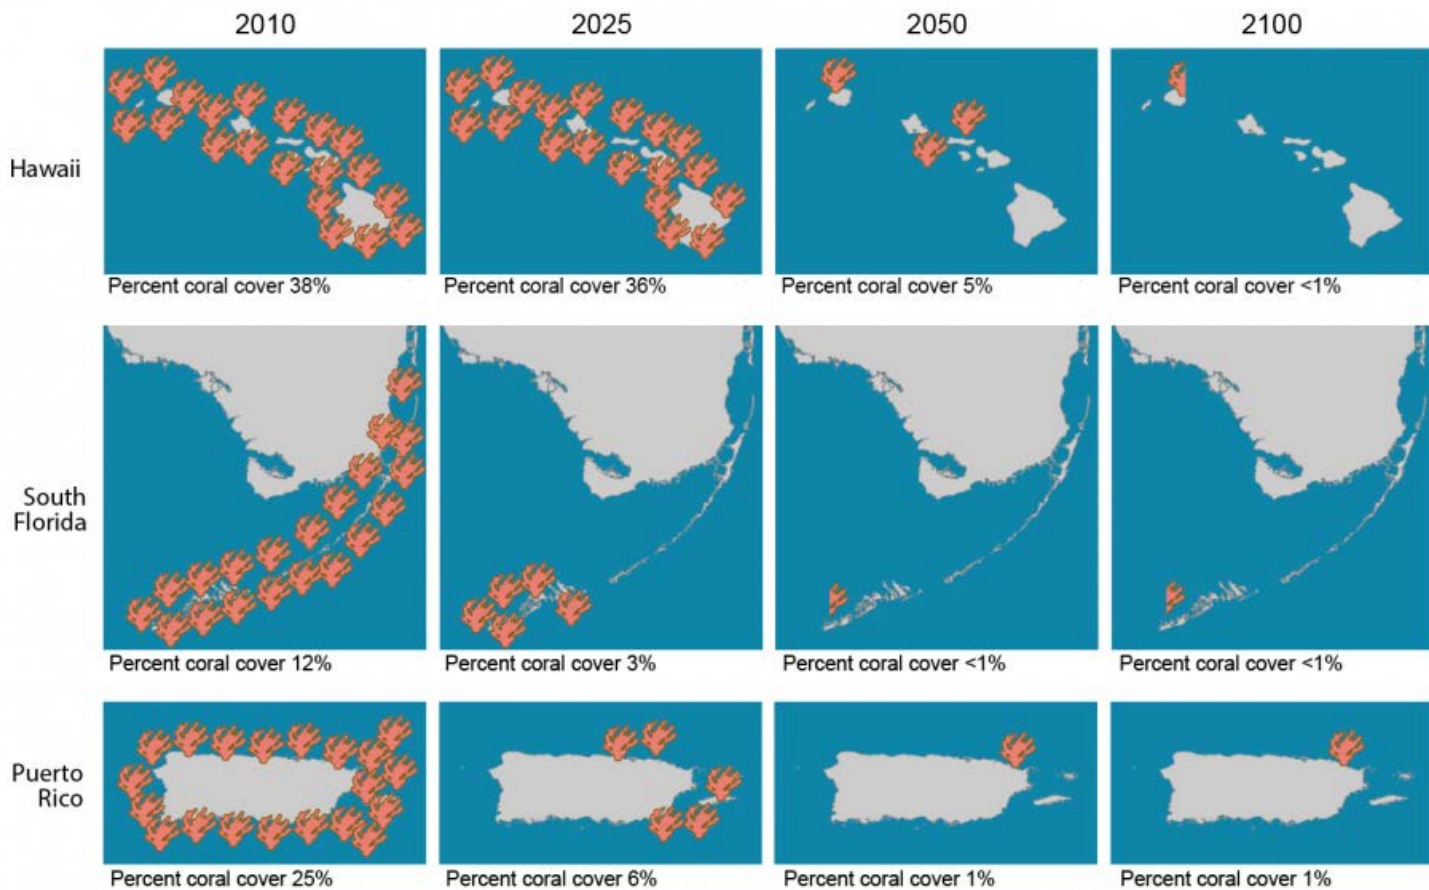 2010 2025 2050 2100
Hawaii
Percent coral cover 38% Percent coral cover 36% Percent coral cover 5% Percent coral cover <1%
South
Florida
Percent coral cover 12% Percent coral cover 3% Percent coral cover <1% Percent coral cover <1%
Puerto
Rico
Percent coral cover 25% Percent coral cover 6% Percent coral cover 1% Percent coral cover 1%